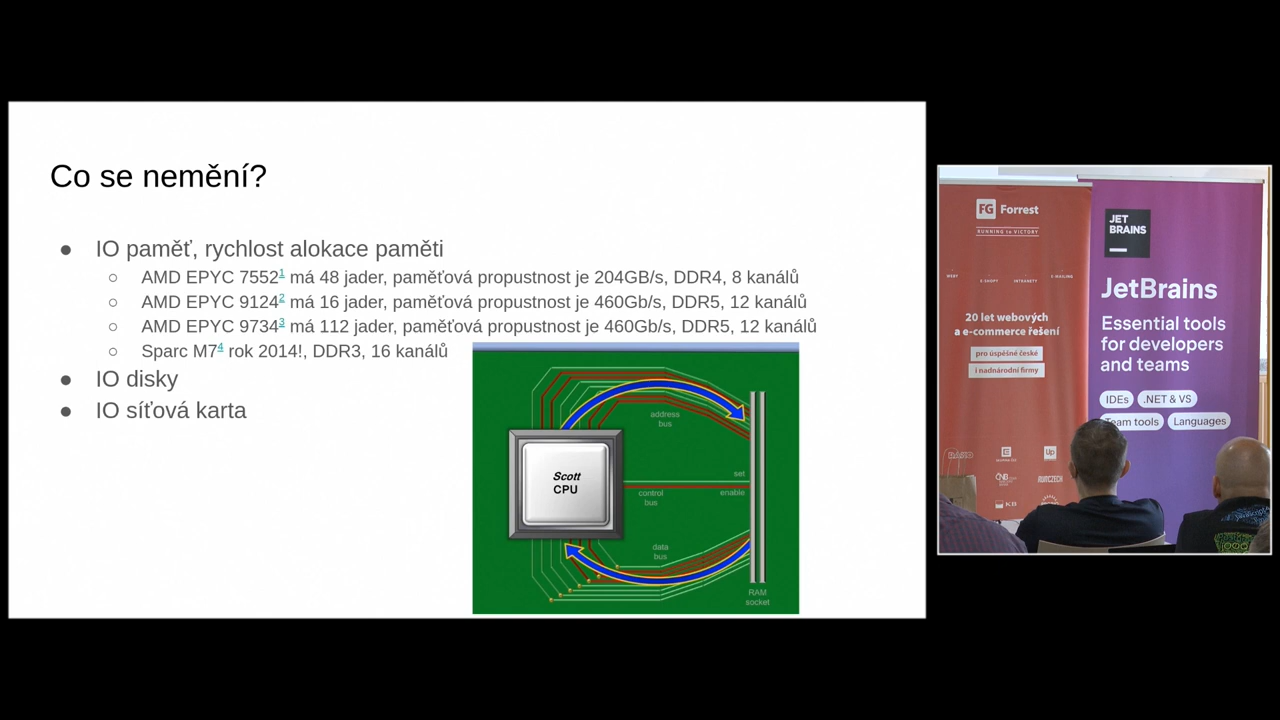 Co se nemění?
● IO paměť, rychlost alokace paměti
○ AMD EPYC 7552¹ má 48 jader, paměťová propustnost je 204GB/s, DDR4, 8 kanálů
○ AMD EPYC 9124² má 16 jader, paměťová propustnost je 460Gb/s, DDR5, 12 kanálů
○ AMD EPYC 9734³ má 112 jader, paměťová propustnost je 460Gb/s, DDR5, 12 kanálů
○ Sparc M7⁴ rok 2014!, DDR3, 16 kanálů
● IO disky
● IO síťová karta
address
bus
Scott
CPU
set
control
bus
enable
data
bus
RAM
socket
FG Forrest
RUNNING to VICTORY
WEBY
E-SHOPY
INTRANETY
E-MAILING
20 let webových
a e-commerce řešení
pro úspěšné české
i nadnárodní firmy
Up
RUNCZECH
KB
JET
BRAINS
JetBrains
Essential tools
for developers
and teams
IDEs
.NET & VS
Team tools
Languages